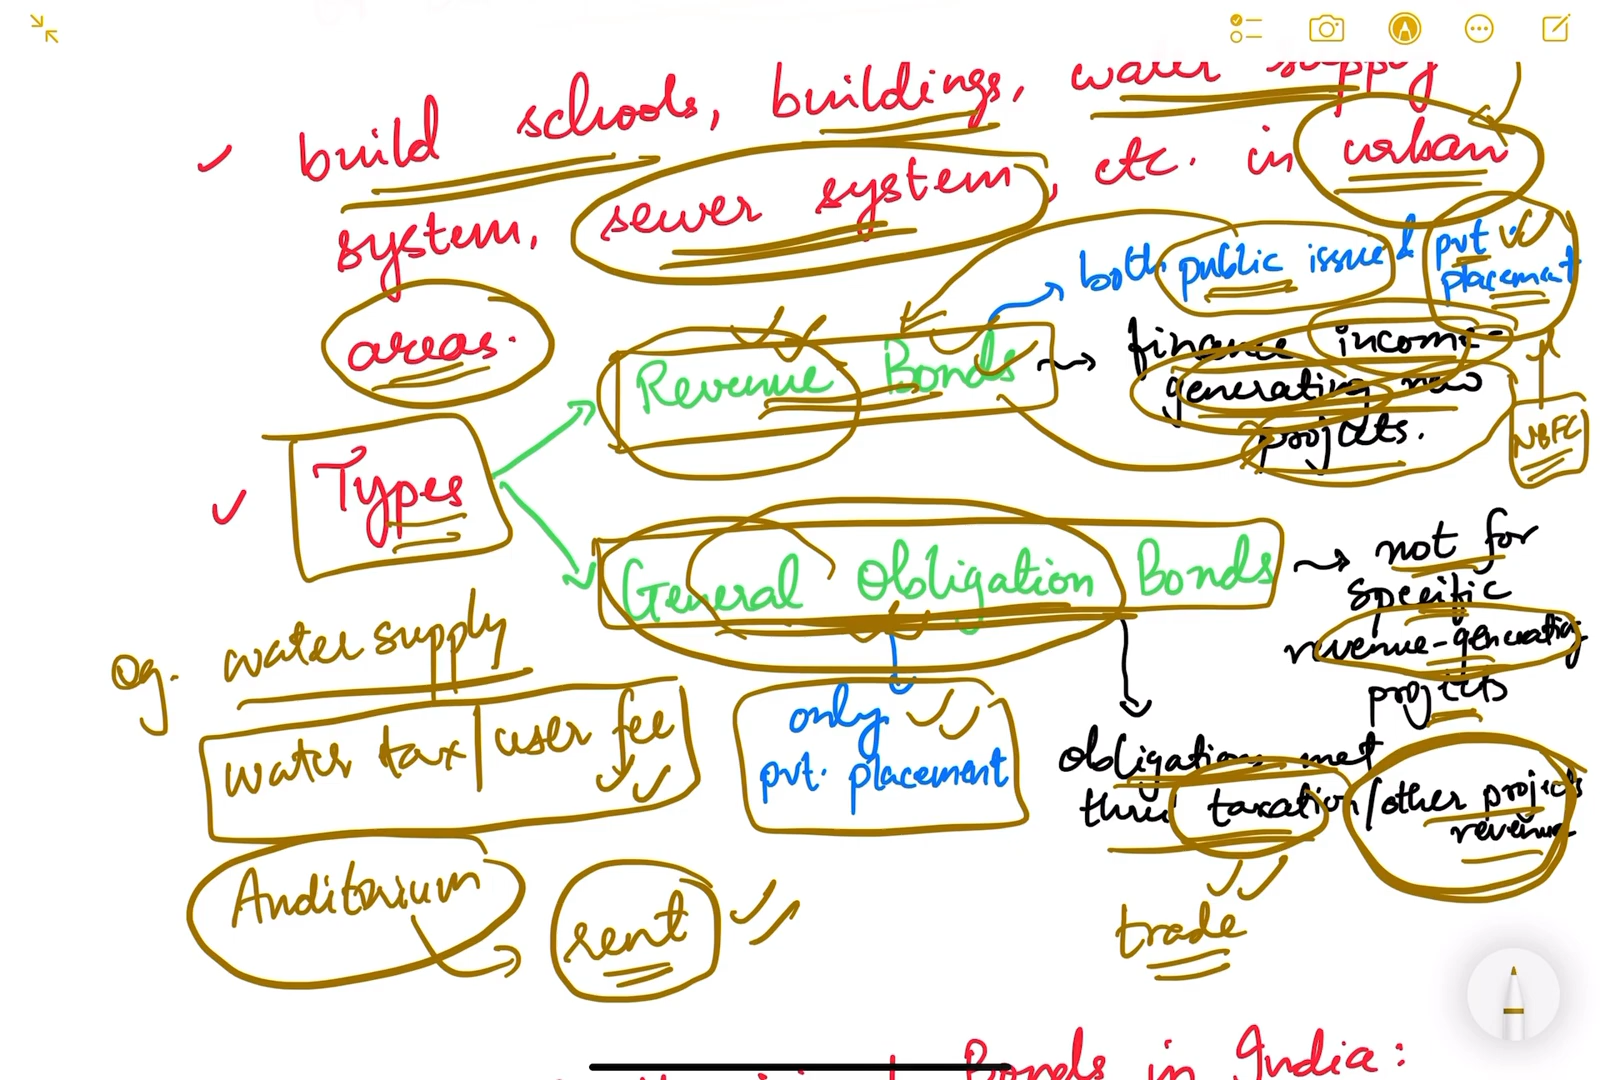 build schools, buildings, water supply
system, sewer system, etc. in urban
areas.
both public issue & pvt.
placement
Revenue Bonds
finance income-
generating new
projects.
NBFC
Types
General Obligation Bonds
not for
specific
revenue-generating
projects
eg. water supply
water tax | user fee
only
pvt. placement
obligation met
thru taxation/other projects
revenue
Auditorium
rent
trade
Bonds in India: